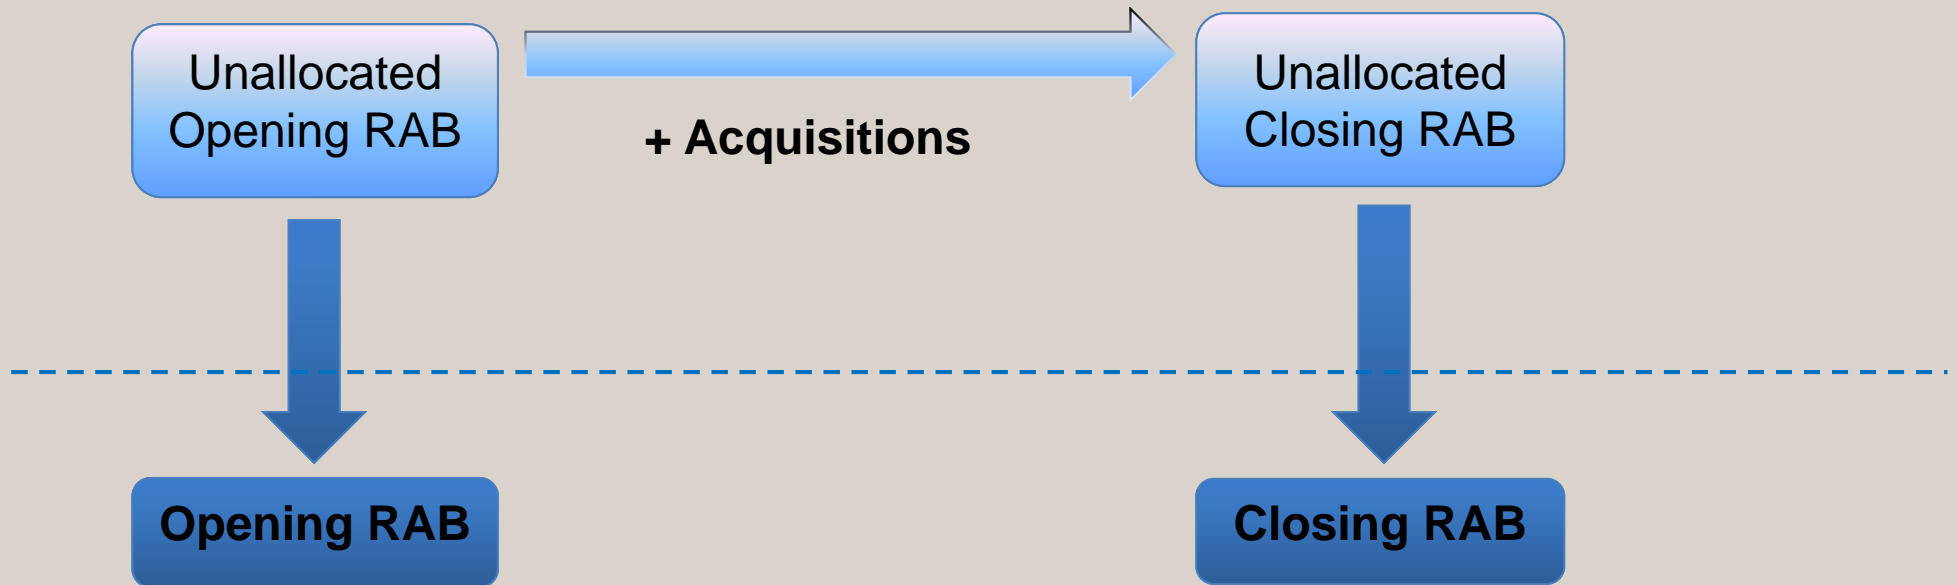 Unallocated
Opening RAB
+ Acquisitions
Unallocated
Closing RAB
Opening RAB
Closing RAB